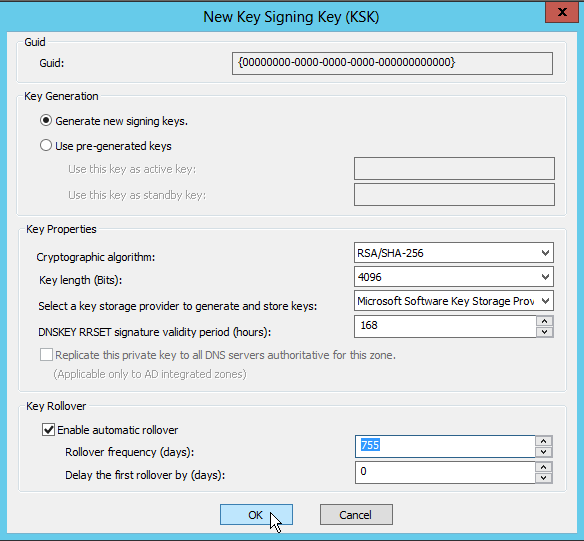 New Key Signing Key (KSK)
x
Guid
Guid: {00000000-0000-0000-0000-000000000000}
Key Generation
Generate new signing keys.
Use pre-generated keys
Use this key as active key:
Use this key as standby key:
Key Properties
Cryptographic algorithm: RSA/SHA-256
Key length (Bits): 4096
Select a key storage provider to generate and store keys: Microsoft Software Key Storage Prov
DNSKEY RRSET signature validity period (hours): 168
Replicate this private key to all DNS servers authoritative for this zone.
(Applicable only to AD integrated zones)
Key Rollover
Enable automatic rollover
Rollover frequency (days): 755
Delay the first rollover by (days): 0
OK Cancel